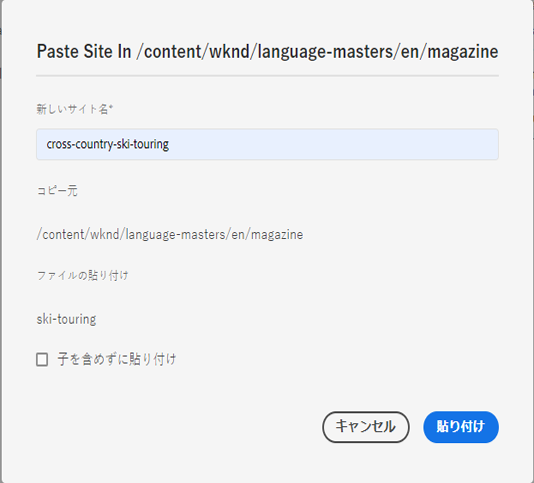 Paste Site In /content/wknd/language-masters/en/magazine
新しいサイト名*
cross-country-ski-touring
コピー元
/content/wknd/language-masters/en/magazine
ファイルの貼り付け
ski-touring
子を含めずに貼り付け
キャンセル
貼り付け